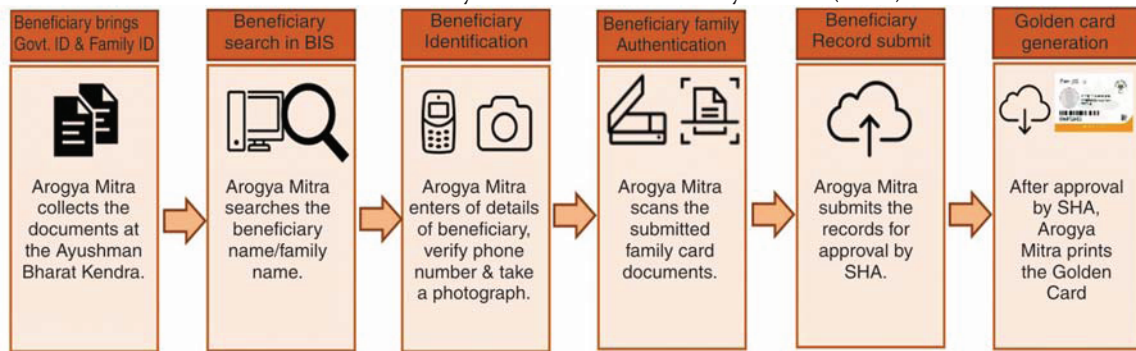 Beneficiary brings
Govt. ID & Family ID
Arogya Mitra
collects the
documents at
the Ayushman
Bharat Kendra.
Beneficiary
search in BIS
Arogya Mitra
searches the
beneficiary
name/family
name.
Beneficiary
Identification
Arogya Mitra
enters of details
of beneficiary,
verify phone
number & take
a photograph.
Beneficiary family
Authentication
Arogya Mitra
scans the
submitted
family card
documents.
Beneficiary
Record submit
Arogya Mitra
submits the
records for
approval by
SHA.
Golden card
generation
After approval
by SHA,
Arogya
Mitra prints
the Golden
Card